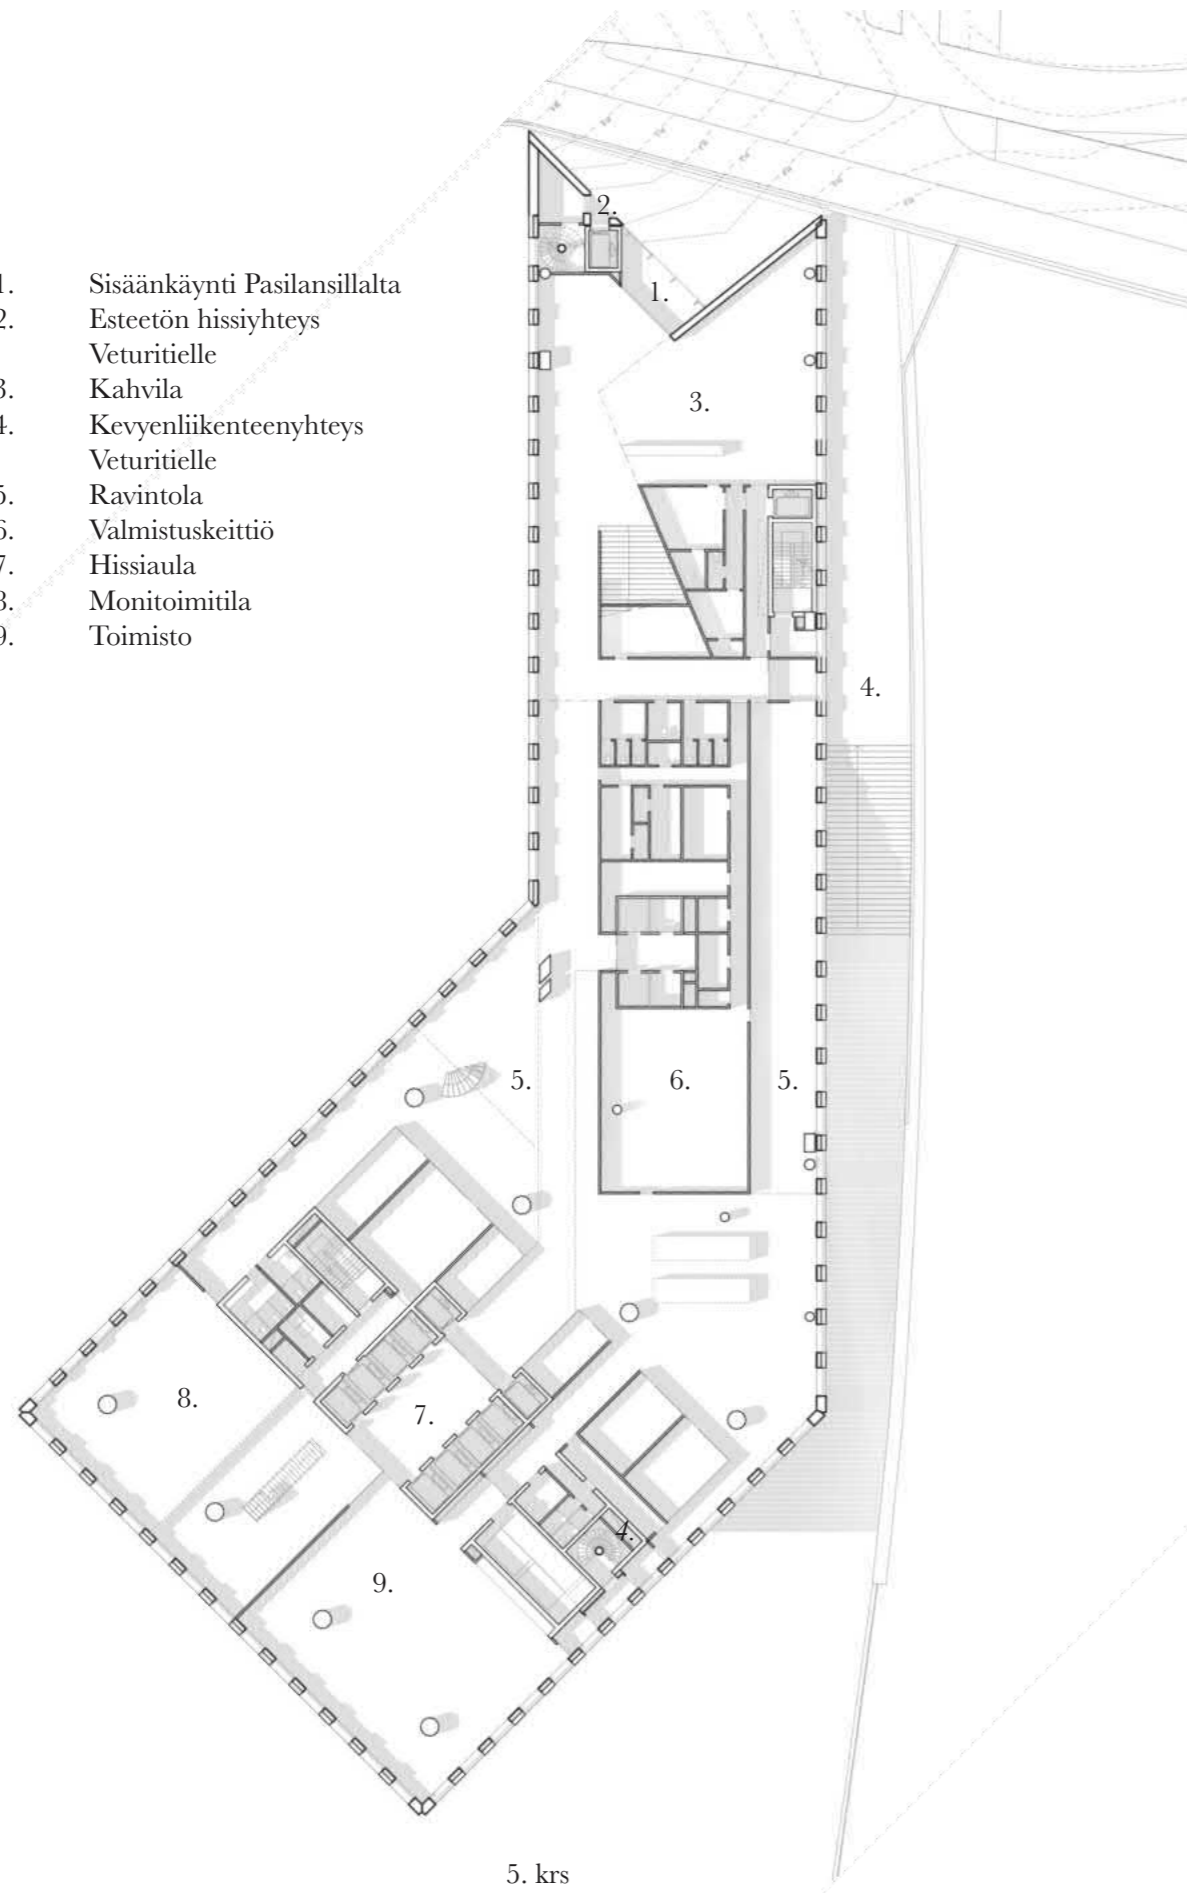 1. Sisäänkäynti Pasilansillalta
2. Esteetön hissiyhteys
Veturitielle
3. Kahvila
4. Kevyenliikenteenyhteys
Veturitielle
5. Ravintola
6. Valmistuskeittiö
7. Hissiaula
8. Monitoimitila
9. Toimisto
2.
1.
3.
4.
5.
6.
5.
8.
7.
4.
9.
5. krs